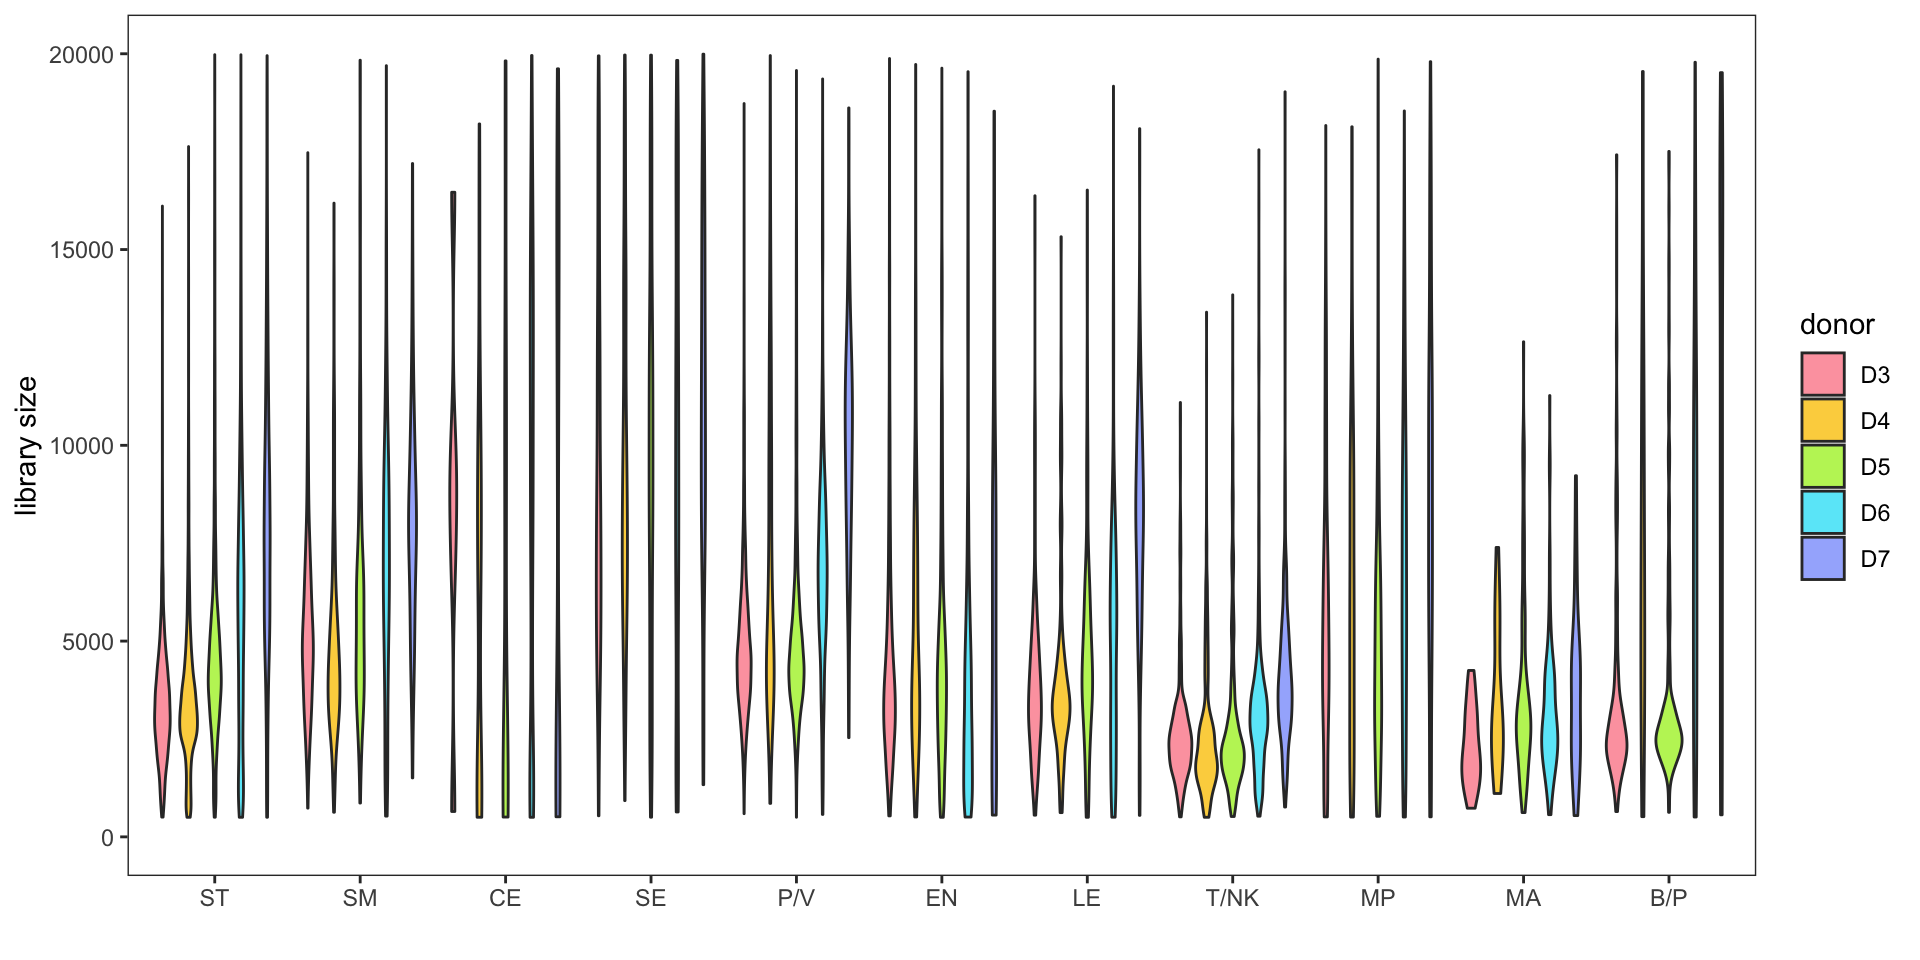 library size
20000
15000
10000
5000
0
ST SM CE SE P/V EN LE T/NK MP MA B/P
donor
D3
D4
D5
D6
D7